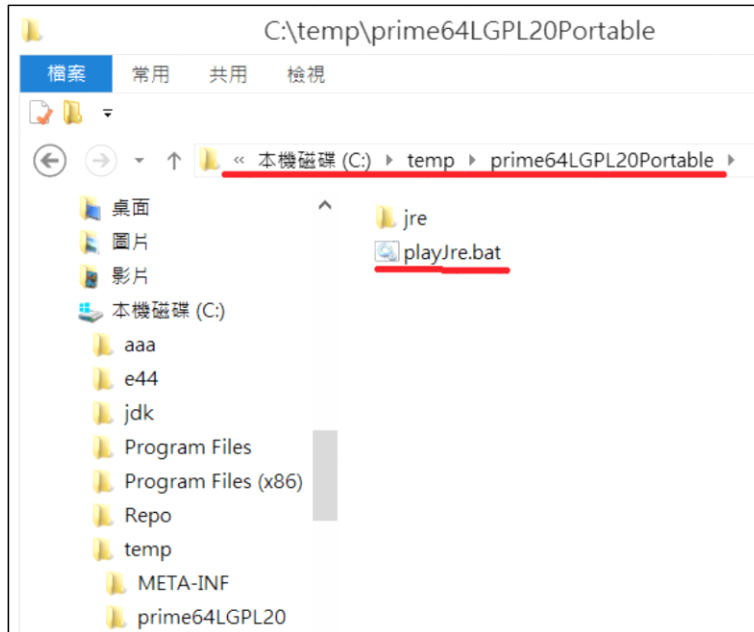 C:\temp\prime64LGPL20Portable
檔案 常用 共用 檢視
« 本機磁碟 (C:) temp prime64LGPL20Portable
桌面
圖片
影片
本機磁碟 (C:)
aaa
e44
jdk
Program Files
Program Files (x86)
Repo
temp
META-INF
prime64LGPL20
jre
playJre.bat